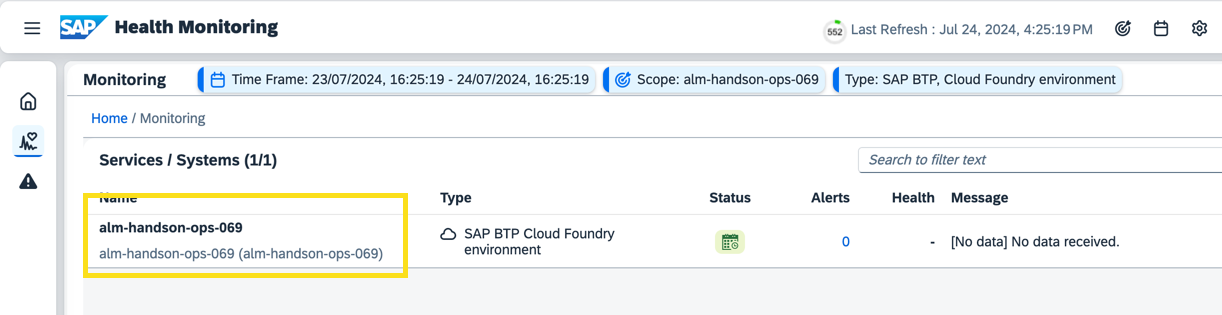 SAP Health Monitoring
552 Last Refresh : Jul 24, 2024, 4:25:19 PM
Monitoring Time Frame: 23/07/2024, 16:25:19 - 24/07/2024, 16:25:19 Scope: alm-handson-ops-069 Type: SAP BTP, Cloud Foundry environment
Home / Monitoring
Services / Systems (1/1) Search to filter text
Name Type Status Alerts Health Message
alm-handson-ops-069
alm-handson-ops-069 (alm-handson-ops-069)
SAP BTP Cloud Foundry
environment
0 - [No data] No data received.